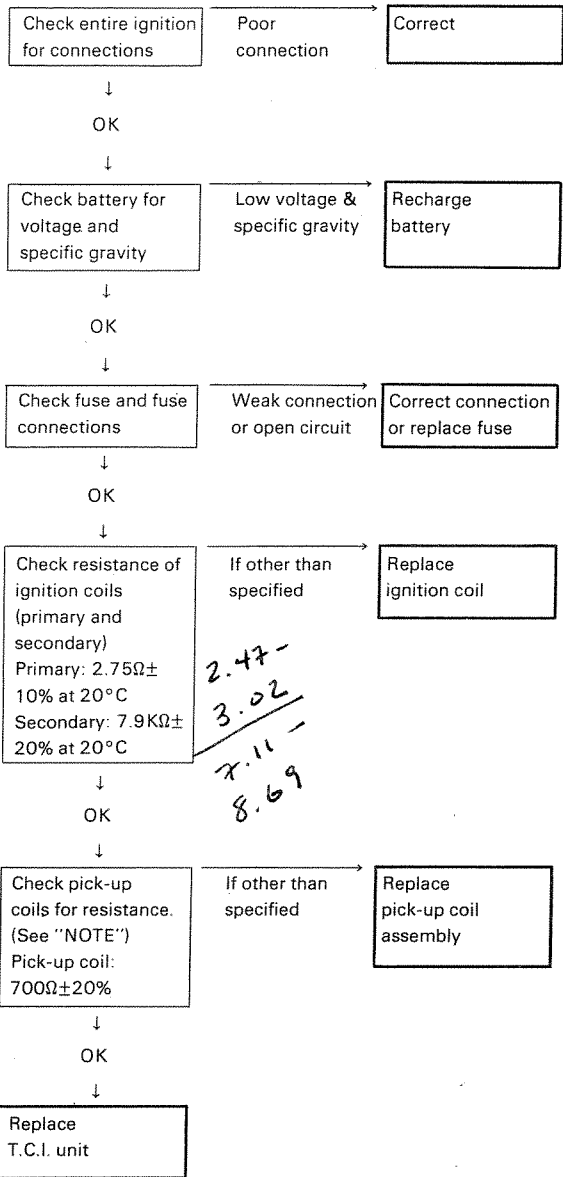 Check entire ignition
for connections
Poor
connection
Correct
↓
OK
↓
Check battery for
voltage and
specific gravity
Low voltage &
specific gravity
Recharge
battery
↓
OK
↓
Check fuse and fuse
connections
Weak connection
or open circuit
Correct connection
or replace fuse
↓
OK
↓
Check resistance of
ignition coils
(primary and
secondary)
Primary: 2.75Ω±
10% at 20°C
Secondary: 7.9KΩ±
20% at 20°C
If other than
specified
Replace
ignition coil
2.47-
3.02
7.11 -
8.69
↓
OK
↓
Check pick-up
coils for resistance.
(See "NOTE")
Pick-up coil:
700Ω±20%
If other than
specified
Replace
pick-up coil
assembly
↓
OK
↓
Replace
T.C.I. unit